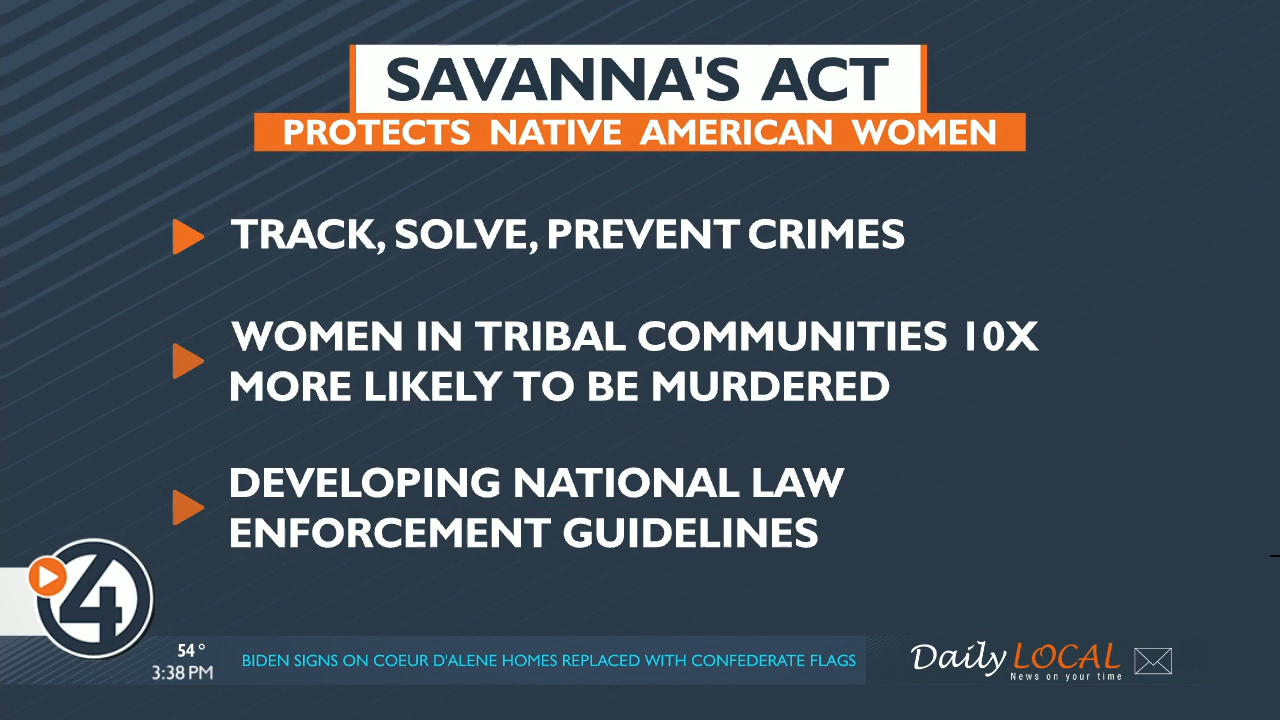 SAVANNA'S ACT
PROTECTS NATIVE AMERICAN WOMEN
TRACK, SOLVE, PREVENT CRIMES
WOMEN IN TRIBAL COMMUNITIES 10X
MORE LIKELY TO BE MURDERED
DEVELOPING NATIONAL LAW
ENFORCEMENT GUIDELINES
4
54°
3:38 PM
BIDEN SIGNS ON COEUR D'ALENE HOMES REPLACED WITH CONFEDERATE FLAGS
Daily LOCAL
News on your time